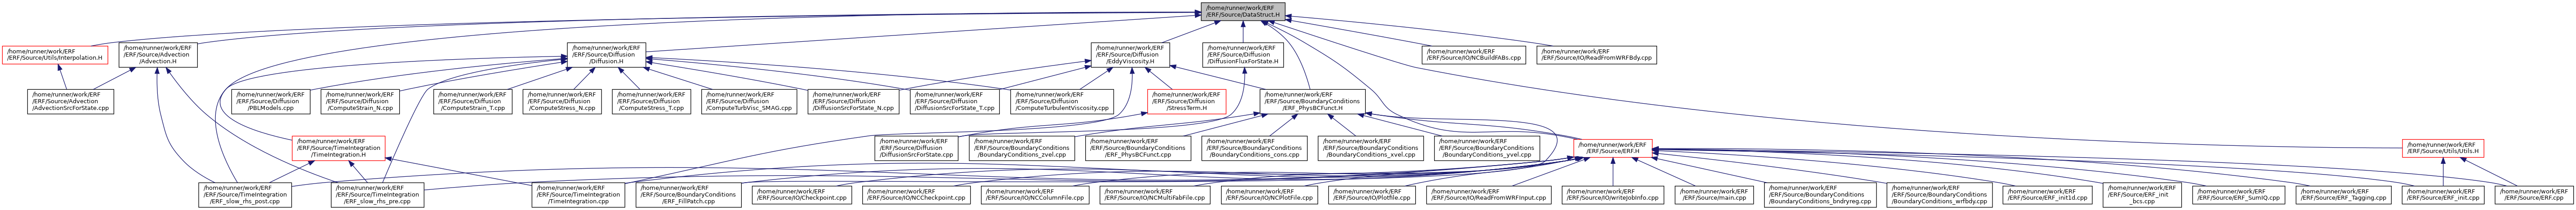 /home/runner/work/ERF
/ERF/Source/DataStruct.H
/home/runner/work/ERF
/ERF/Source/Utils/Interpolation.H
/home/runner/work/ERF
/ERF/Source/Advection
/Advection.H
/home/runner/work/ERF
/ERF/Source/Diffusion
/Diffusion.H
/home/runner/work/ERF
/ERF/Source/Diffusion
/EddyViscosity.H
/home/runner/work/ERF
/ERF/Source/Diffusion
/DiffusionFluxForState.H
/home/runner/work/ERF
/ERF/Source/IO/NCBuildFABs.cpp
/home/runner/work/ERF
/ERF/Source/IO/ReadFromWRFBdy.cpp
/home/runner/work/ERF
/ERF/Source/Advection
/AdvectionSrcForState.cpp
/home/runner/work/ERF
/ERF/Source/Diffusion
/PBLModels.cpp
/home/runner/work/ERF
/ERF/Source/Diffusion
/ComputeStrain_N.cpp
/home/runner/work/ERF
/ERF/Source/Diffusion
/ComputeStrain_T.cpp
/home/runner/work/ERF
/ERF/Source/Diffusion
/ComputeStress_N.cpp
/home/runner/work/ERF
/ERF/Source/Diffusion
/ComputeStress_T.cpp
/home/runner/work/ERF
/ERF/Source/Diffusion
/ComputeTurbVisc_SMAG.cpp
/home/runner/work/ERF
/ERF/Source/Diffusion
/DiffusionSrcForState_N.cpp
/home/runner/work/ERF
/ERF/Source/Diffusion
/DiffusionSrcForState_T.cpp
/home/runner/work/ERF
/ERF/Source/Diffusion
/ComputeTurbulentViscosity.cpp
/home/runner/work/ERF
/ERF/Source/Diffusion
/StressTerm.H
/home/runner/work/ERF
/ERF/Source/BoundaryConditions
/ERF_PhysBCFunct.H
/home/runner/work/ERF
/ERF/Source/TimeIntegration
/TimeIntegration.H
/home/runner/work/ERF
/ERF/Source/Diffusion
/DiffusionSrcForState.cpp
/home/runner/work/ERF
/ERF/Source/BoundaryConditions
/BoundaryConditions_zvel.cpp
/home/runner/work/ERF
/ERF/Source/BoundaryConditions
/ERF_PhysBCFunct.cpp
/home/runner/work/ERF
/ERF/Source/BoundaryConditions
/BoundaryConditions_cons.cpp
/home/runner/work/ERF
/ERF/Source/BoundaryConditions
/BoundaryConditions_xvel.cpp
/home/runner/work/ERF
/ERF/Source/BoundaryConditions
/BoundaryConditions_yvel.cpp
/home/runner/work/ERF
/ERF/Source/ERF.H
/home/runner/work/ERF
/ERF/Source/Utils/Utils.H
/home/runner/work/ERF
/ERF/Source/TimeIntegration
/ERF_slow_rhs_post.cpp
/home/runner/work/ERF
/ERF/Source/TimeIntegration
/ERF_slow_rhs_pre.cpp
/home/runner/work/ERF
/ERF/Source/TimeIntegration
/TimeIntegration.cpp
/home/runner/work/ERF
/ERF/Source/BoundaryConditions
/ERF_FillPatch.cpp
/home/runner/work/ERF
/ERF/Source/IO/Checkpoint.cpp
/home/runner/work/ERF
/ERF/Source/IO/NCCheckpoint.cpp
/home/runner/work/ERF
/ERF/Source/IO/NCColumnFile.cpp
/home/runner/work/ERF
/ERF/Source/IO/NCMultiFabFile.cpp
/home/runner/work/ERF
/ERF/Source/IO/NCPlotFile.cpp
/home/runner/work/ERF
/ERF/Source/IO/Plotfile.cpp
/home/runner/work/ERF
/ERF/Source/IO/ReadFromWRFInput.cpp
/home/runner/work/ERF
/ERF/Source/IO/writeJobInfo.cpp
/home/runner/work/ERF
/ERF/Source/main.cpp
/home/runner/work/ERF
/ERF/Source/BoundaryConditions
/BoundaryConditions_bndryreg.cpp
/home/runner/work/ERF
/ERF/Source/BoundaryConditions
/BoundaryConditions_wrfbdy.cpp
/home/runner/work/ERF
/ERF/Source/ERF_init1d.cpp
/home/runner/work/ERF
/ERF/Source/ERF_init
_bcs.cpp
/home/runner/work/ERF
/ERF/Source/ERF_SumIQ.cpp
/home/runner/work/ERF
/ERF/Source/ERF_Tagging.cpp
/home/runner/work/ERF
/ERF/Source/ERF_init.cpp
/home/runner/work/ERF
/ERF/Source/ERF.cpp